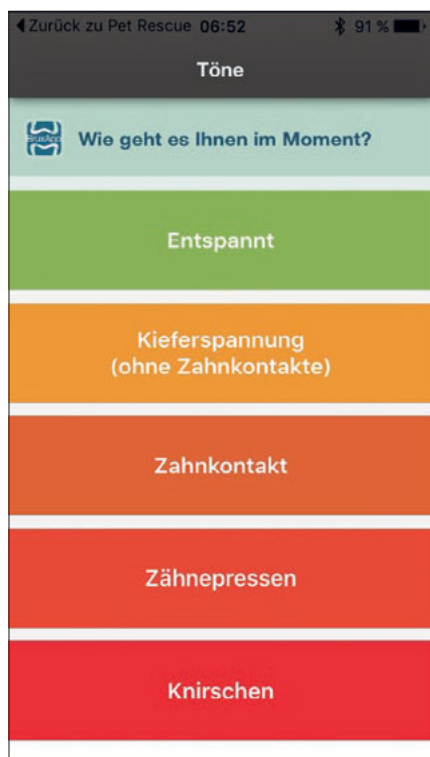 Zurück zu Pet Rescue 06:52 91 %
Töne
BruxApp
Wie geht es Ihnen im Moment?
Entspannt
Kieferspannung
(ohne Zahnkontakte)
Zahnkontakt
Zähnepressen
Knirschen